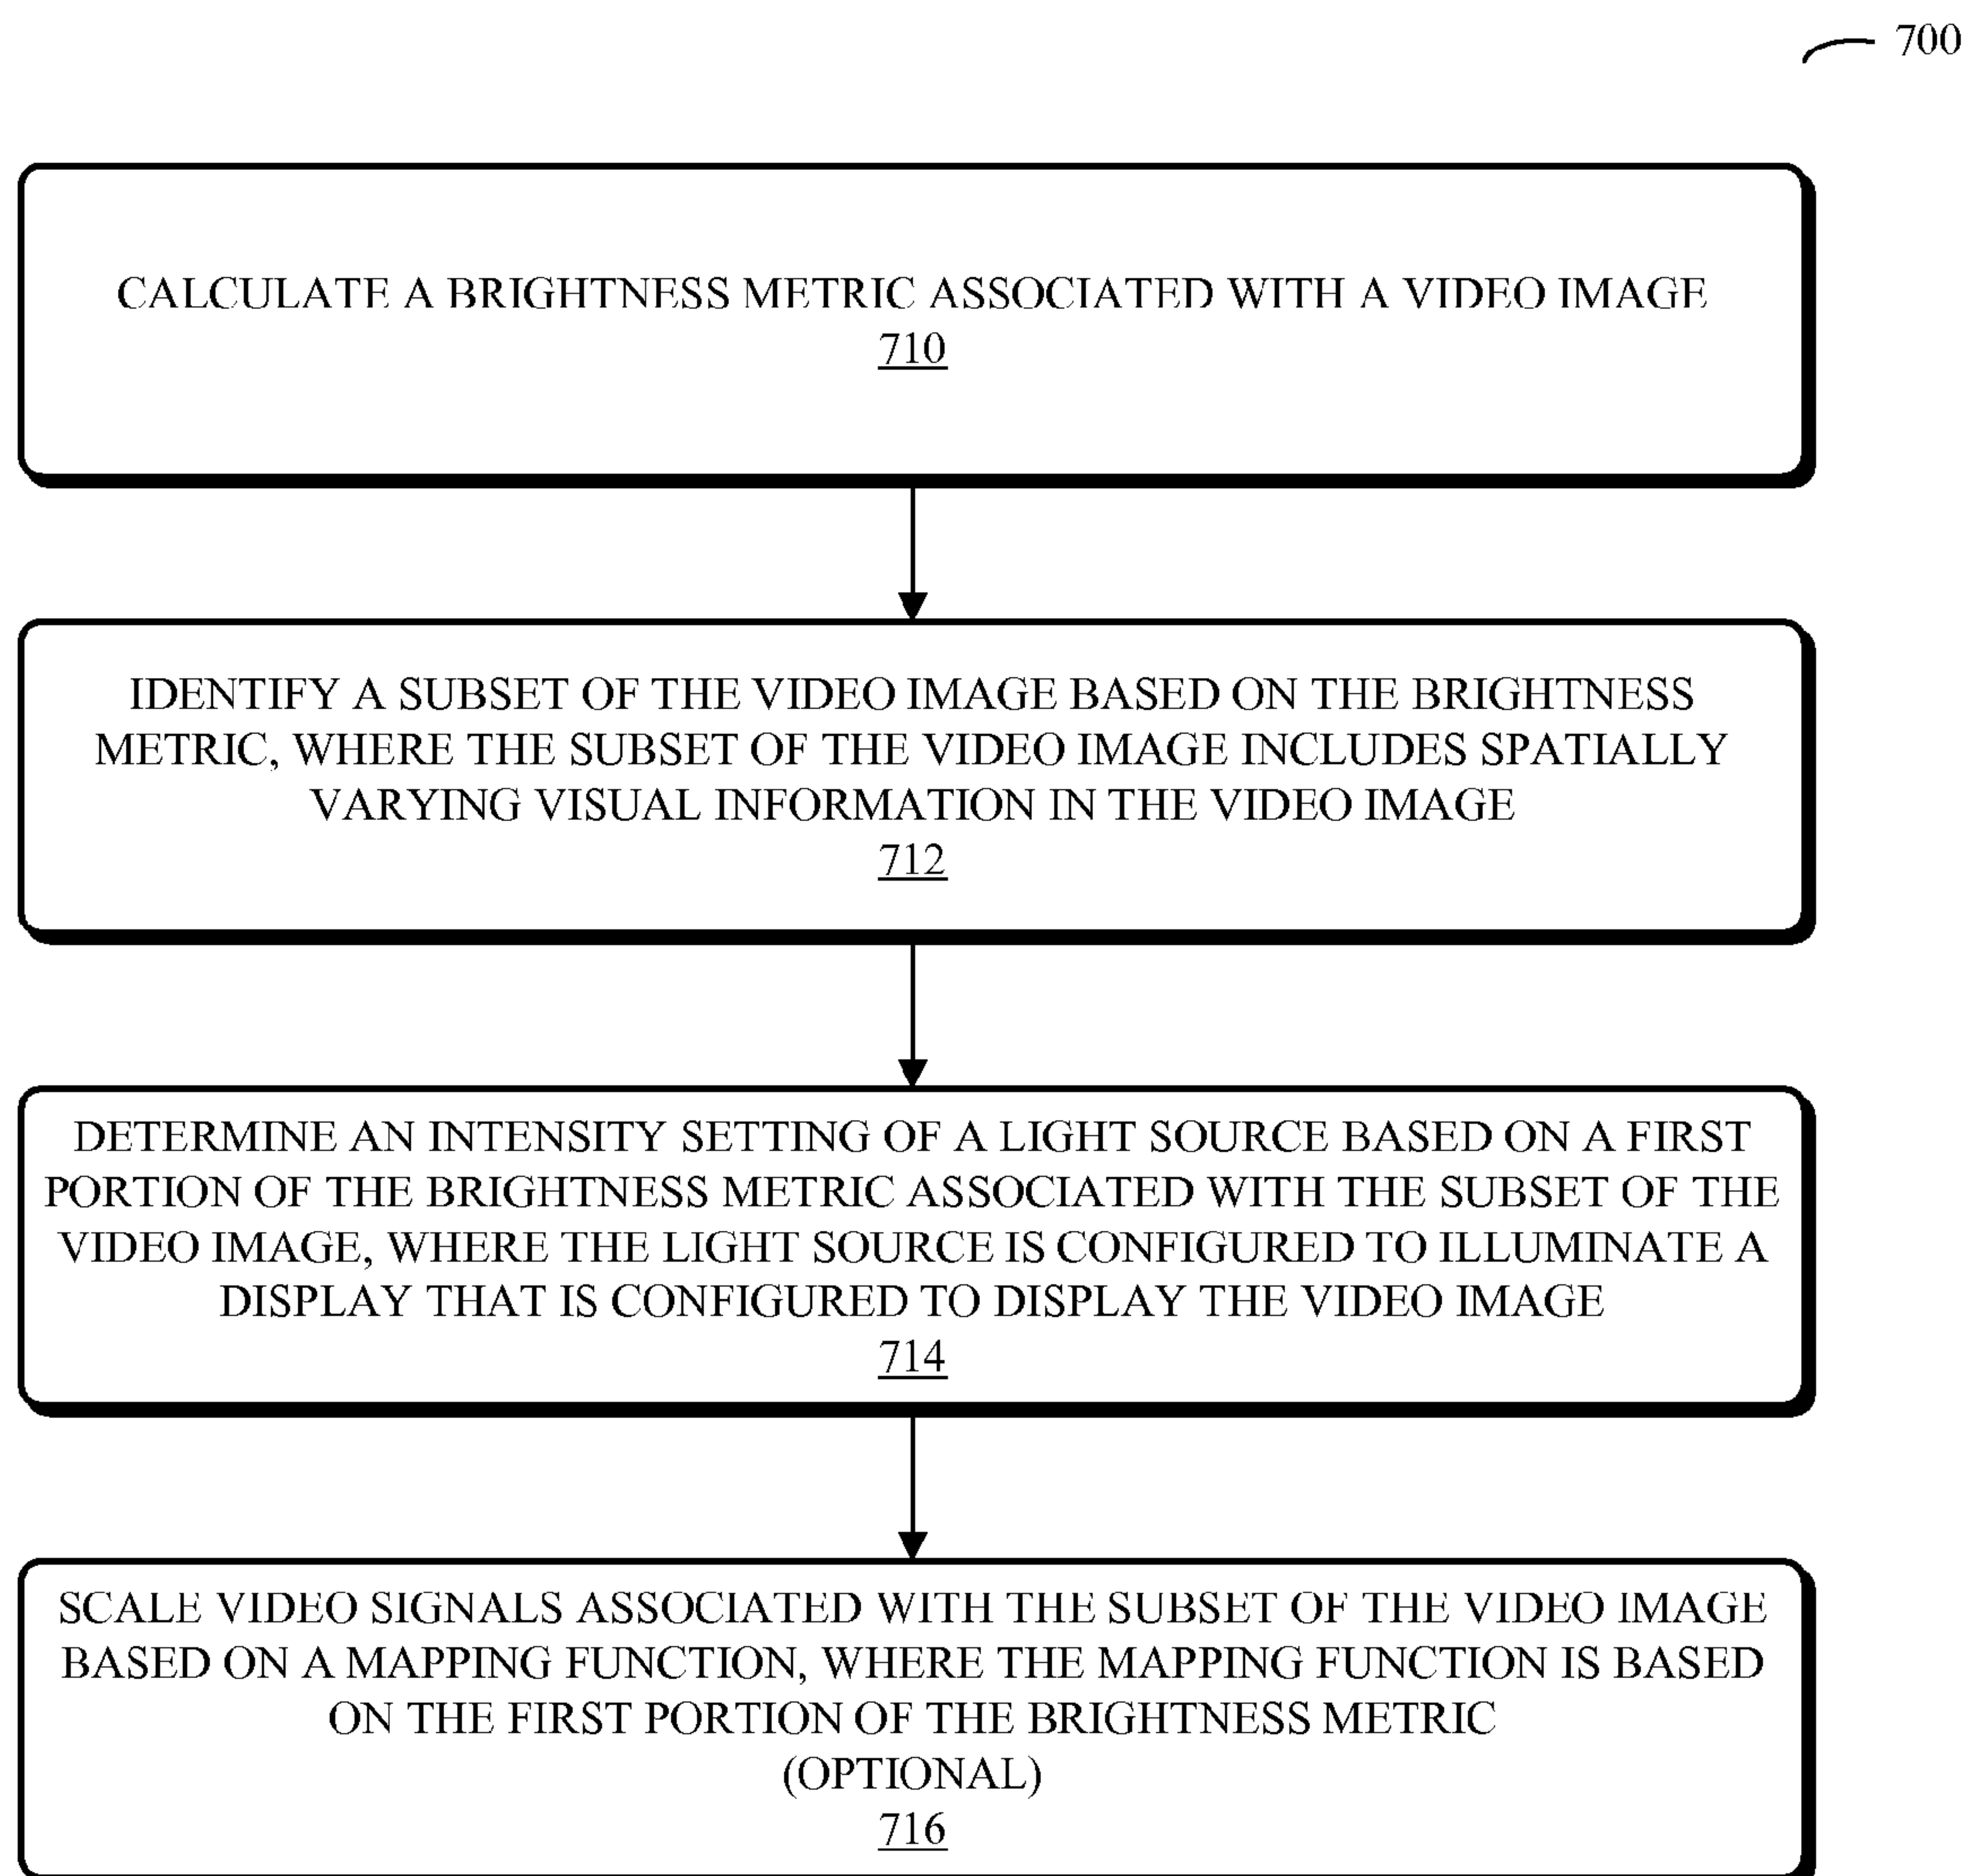 700
CALCULATE A BRIGHTNESS METRIC ASSOCIATED WITH A VIDEO IMAGE
710
IDENTIFY A SUBSET OF THE VIDEO IMAGE BASED ON THE BRIGHTNESS
METRIC, WHERE THE SUBSET OF THE VIDEO IMAGE INCLUDES SPATIALLY
VARYING VISUAL INFORMATION IN THE VIDEO IMAGE
712
DETERMINE AN INTENSITY SETTING OF A LIGHT SOURCE BASED ON A FIRST
PORTION OF THE BRIGHTNESS METRIC ASSOCIATED WITH THE SUBSET OF THE
VIDEO IMAGE, WHERE THE LIGHT SOURCE IS CONFIGURED TO ILLUMINATE A
DISPLAY THAT IS CONFIGURED TO DISPLAY THE VIDEO IMAGE
714
SCALE VIDEO SIGNALS ASSOCIATED WITH THE SUBSET OF THE VIDEO IMAGE
BASED ON A MAPPING FUNCTION, WHERE THE MAPPING FUNCTION IS BASED
ON THE FIRST PORTION OF THE BRIGHTNESS METRIC
(OPTIONAL)
716